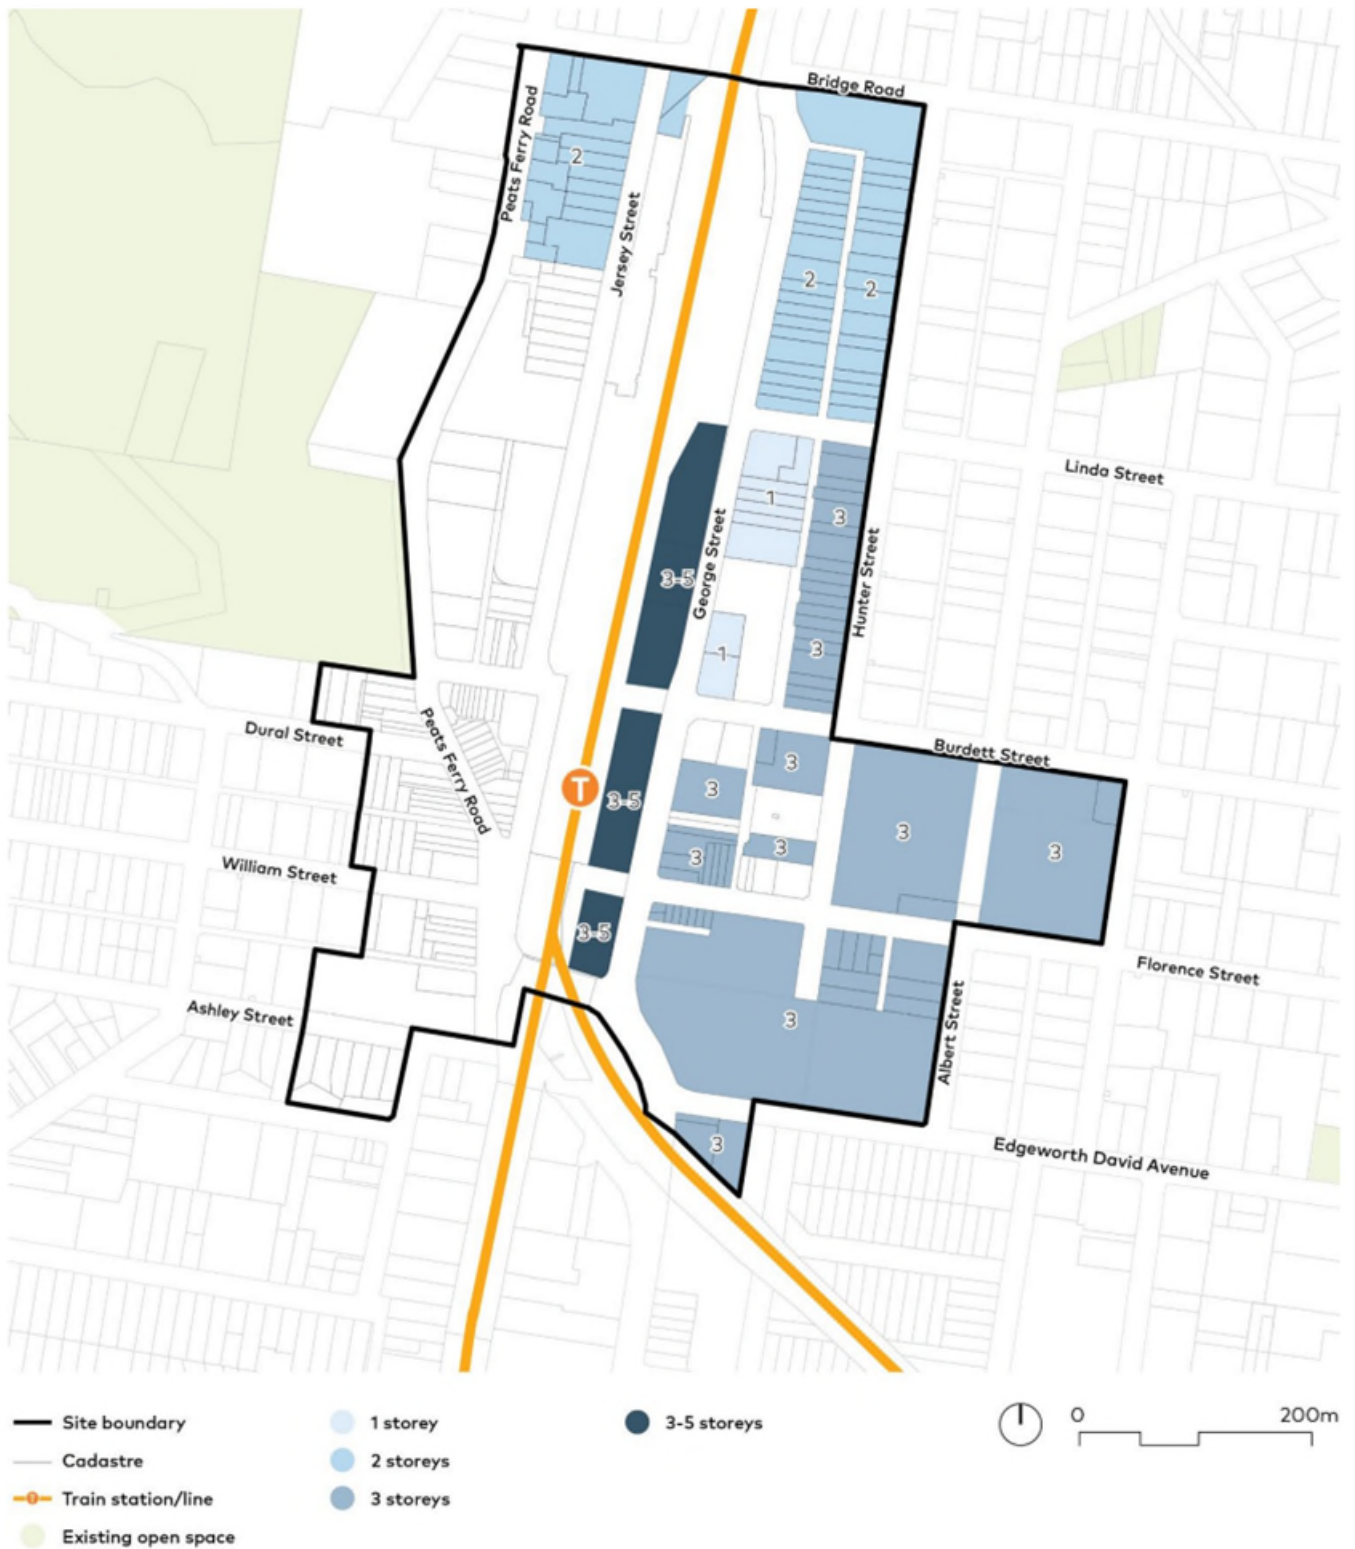 Bridge Road
Peats Ferry Road
2
Jersey Street
2
2
Linda Street
1
3
George Street
3-5
Hunter Street
3
1
Dural Street
Peats Ferry Road
Burdett Street
3
T
3
3-5
3
3
3
3
William Street
3-5
Florence Street
Ashley Street
3
Albert Street
3
Edgeworth David Avenue
Site boundary
1 storey
3-5 storeys
0
200m
Cadastre
2 storeys
T
Train station/line
3 storeys
Existing open space